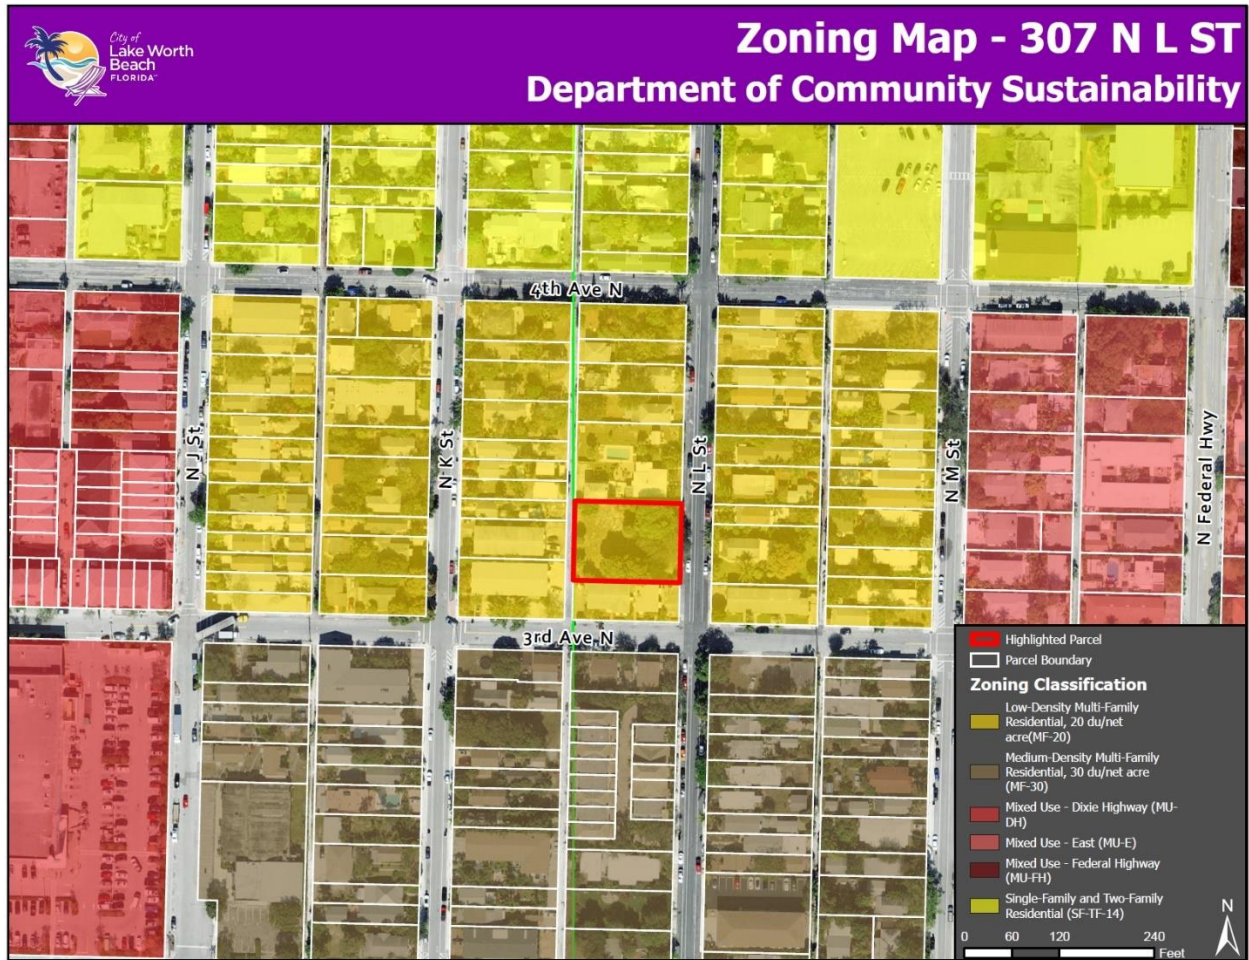 City of
Lake Worth
Beach
FLORIDA™
Zoning Map - 307 N L ST
Department of Community Sustainability
4th Ave N
N J St
N K St
N L St
N M St
N Federal Hwy
3rd Ave N
Highlighted Parcel
Parcel Boundary
Zoning Classification
Low-Density Multi-Family
Residential, 20 du/net
acre(MF-20)
Medium-Density Multi-Family
Residential, 30 du/net acre
(MF-30)
Mixed Use - Dixie Highway (MU-
DH)
Mixed Use - East (MU-E)
Mixed Use - Federal Highway
(MU-FH)
Single-Family and Two-Family
Residential (SF-TF-14)
N
0 60 120 240
Feet